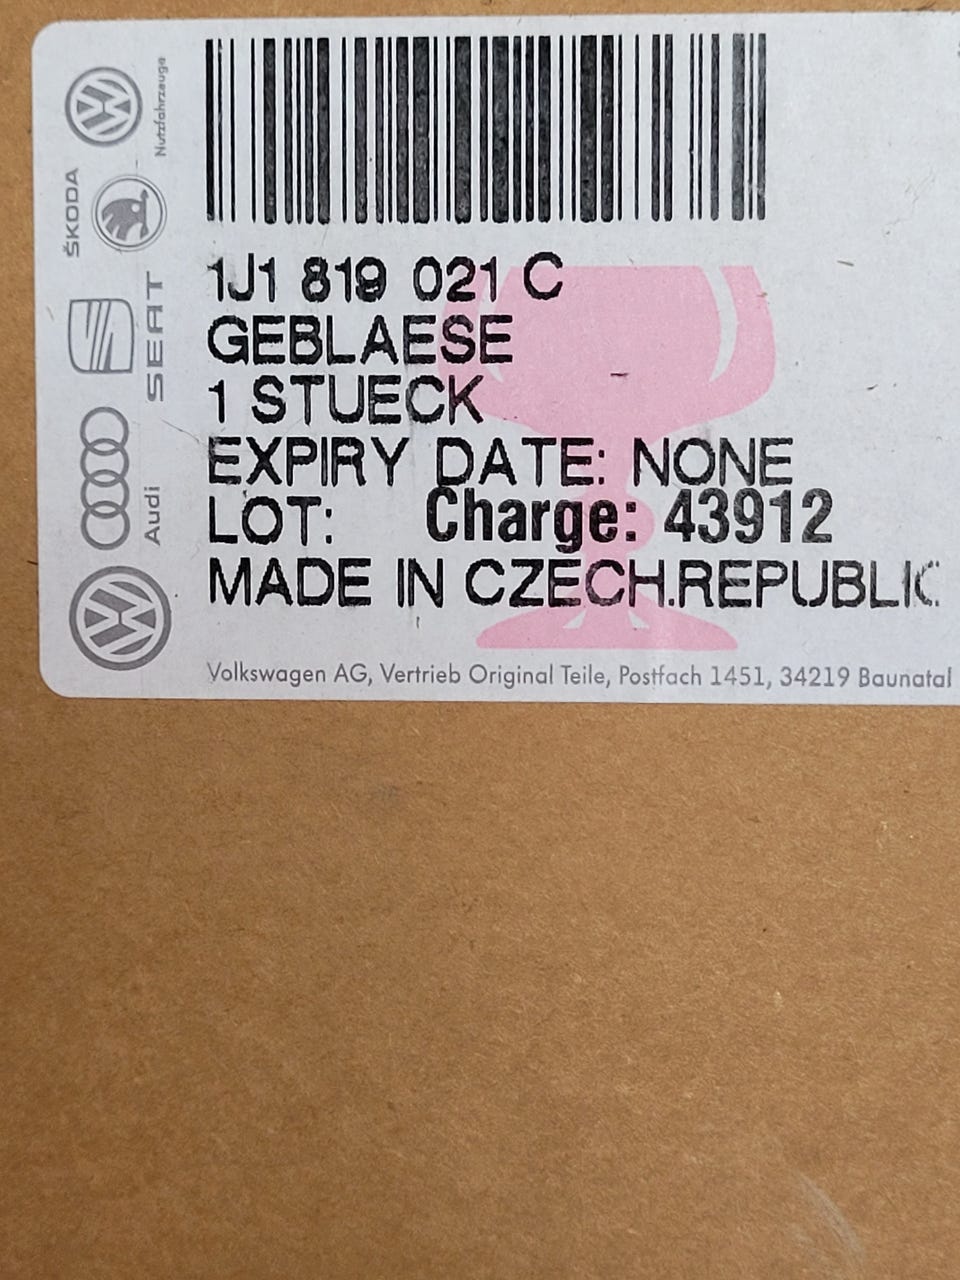 1J1 819 021 C
GEBLAESE
1 STUECK
EXPIRY DATE: NONE
LOT: Charge: 43912
MADE IN CZECH.REPUBLIC
Volkswagen AG, Vertrieb Original Teile, Postfach 1451, 34219 Baunatal
Nutzfahrzeuge
ŠKODA
SEAT
Audi